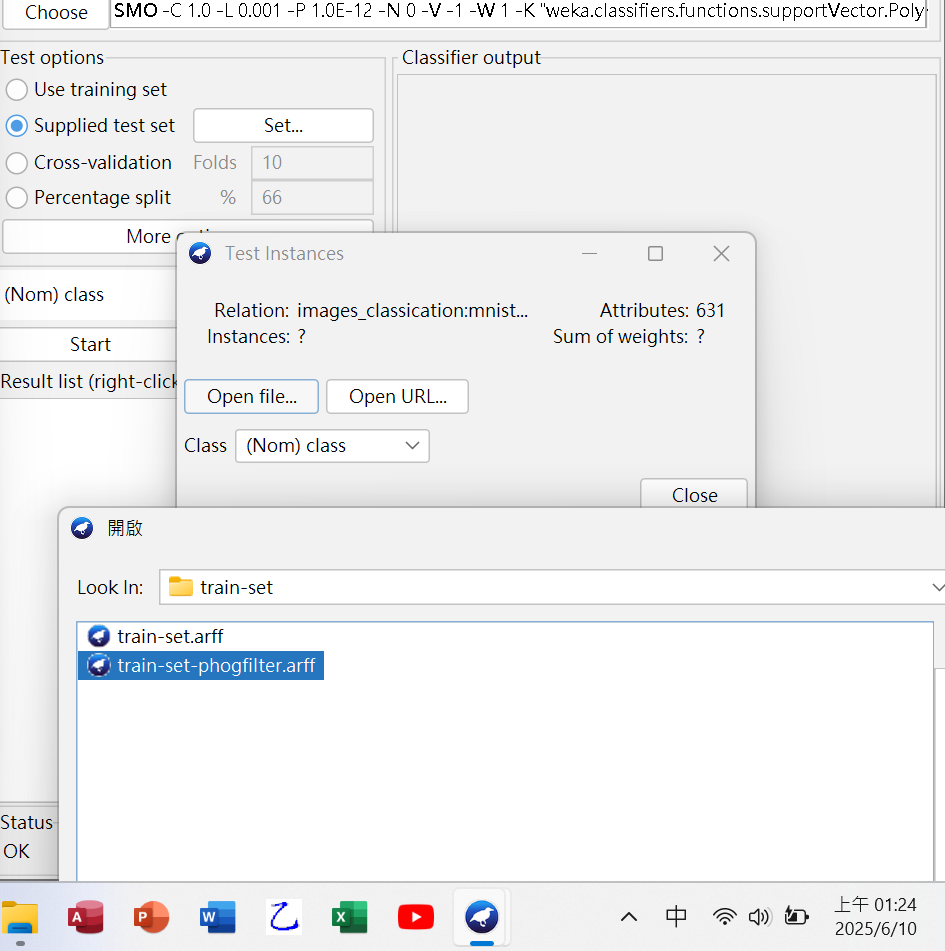 Choose SMO -C 1.0 -L 0.001 -P 1.0E-12 -N 0 -V -1 -W 1 -K "weka.classifiers.functions.supportVector.Poly
Test options
Classifier output
Use training set
Supplied test set Set...
Cross-validation Folds 10
Percentage split % 66
More
Test Instances
(Nom) class
Relation: images_classication:mnist... Attributes: 631
Instances: ? Sum of weights: ?
Start
Result list (right-click
Open file... Open URL...
Class (Nom) class
Close
開啟
Look In: train-set
train-set.arff
train-set-phogfilter.arff
Status
OK
A P W X 中 上午 01:24
2025/6/10